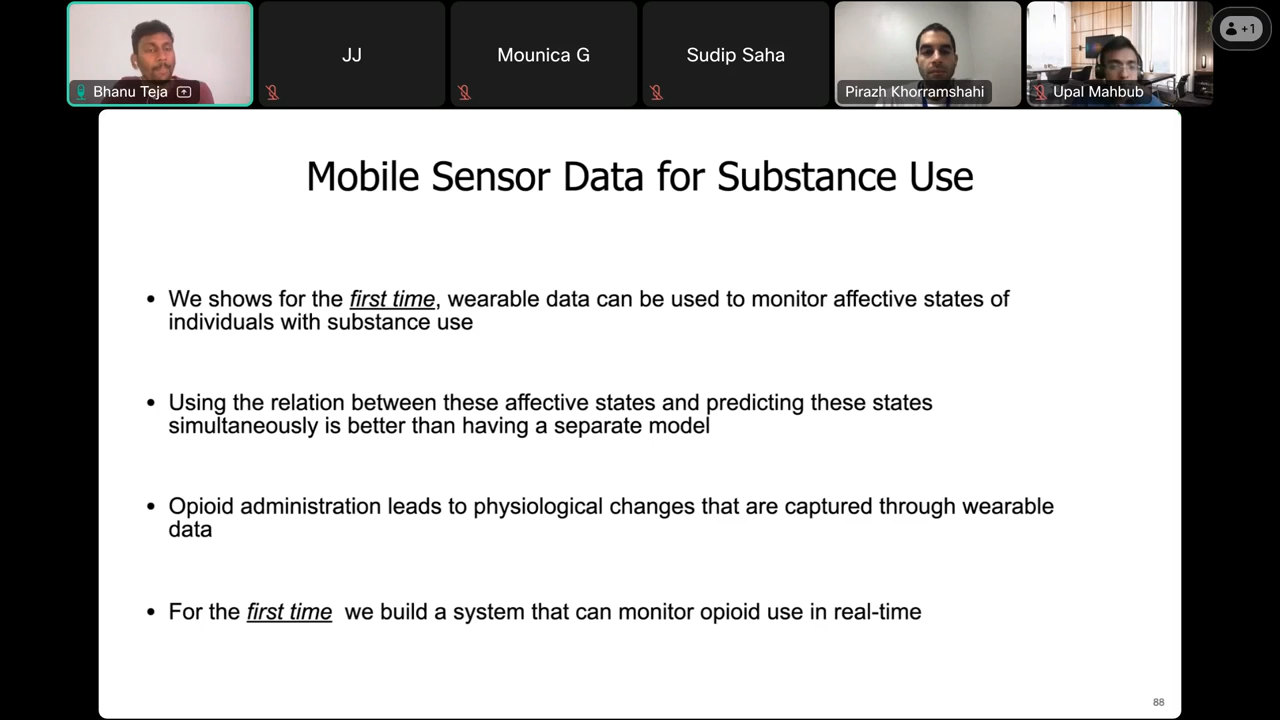 Bhanu Teja
JJ
Mounica G
Sudip Saha
Pirazh Khorramshahi
Upal Mahbub
+1
Mobile Sensor Data for Substance Use
• We shows for the first time, wearable data can be used to monitor affective states of
individuals with substance use
• Using the relation between these affective states and predicting these states
simultaneously is better than having a separate model
• Opioid administration leads to physiological changes that are captured through wearable
data
• For the first time we build a system that can monitor opioid use in real-time
88